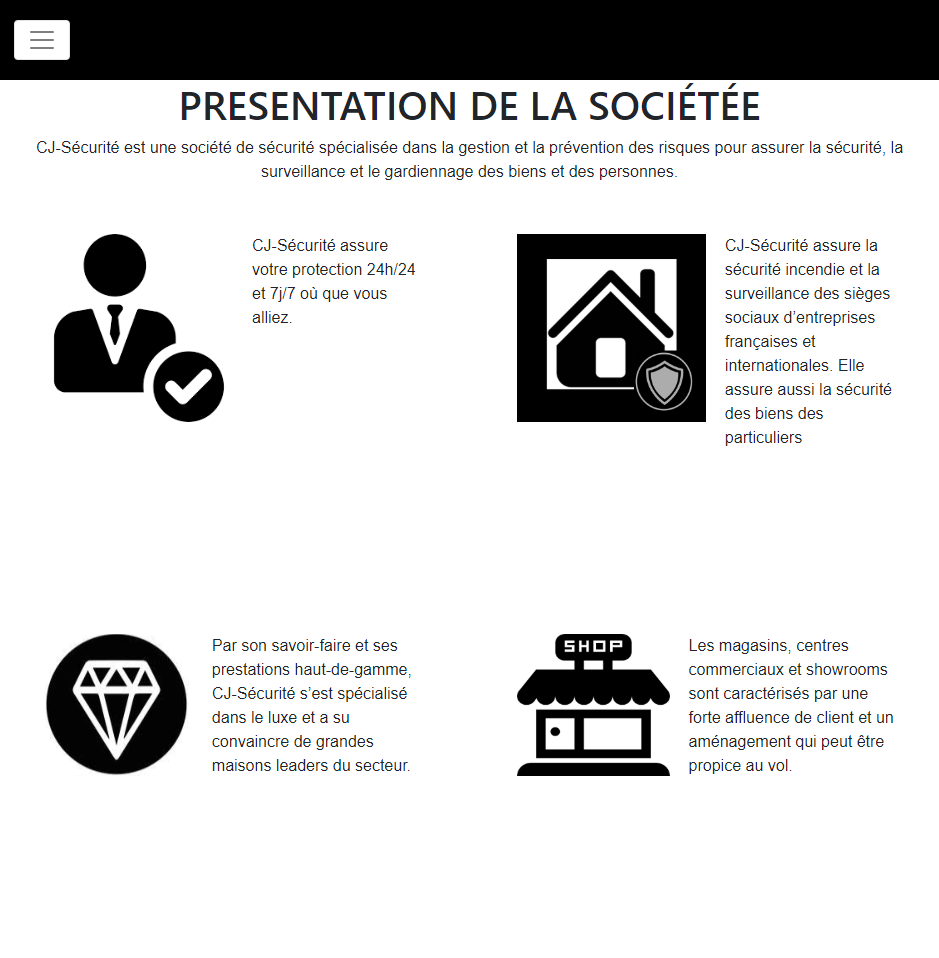 PRESENTATION DE LA SOCIÉTÉE
CJ-Sécurité est une société de sécurité spécialisée dans la gestion et la prévention des risques pour assurer la sécurité, la
surveillance et le gardiennage des biens et des personnes.
CJ-Sécurité assure
votre protection 24h/24
et 7j/7 où que vous
alliez.
CJ-Sécurité assure la
sécurité incendie et la
surveillance des sièges
sociaux d’entreprises
françaises et
internationales. Elle
assure aussi la sécurité
des biens des
particuliers
Par son savoir-faire et ses
prestations haut-de-gamme,
CJ-Sécurité s’est spécialisé
dans le luxe et a su
convaincre de grandes
maisons leaders du secteur.
SHOP
Les magasins, centres
commerciaux et showrooms
sont caractérisés par une
forte affluence de client et un
aménagement qui peut être
propice au vol.